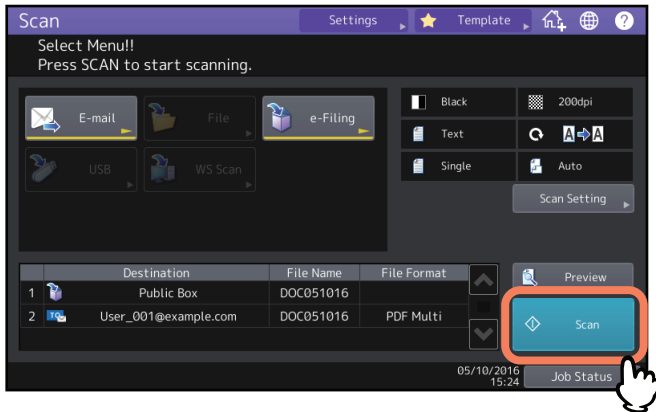 Scan
Settings
Template
?
Select Menu!!
Press SCAN to start scanning.
E-mail
File
e-Filing
USB
WS Scan
Black
200dpi
Text
A A
Single
Auto
Scan Setting
Destination File Name File Format
1 Public Box DOC051016
2 TO User_001@example.com DOC051016 PDF Multi
Preview
Scan
05/10/2016
15:24
Job Status